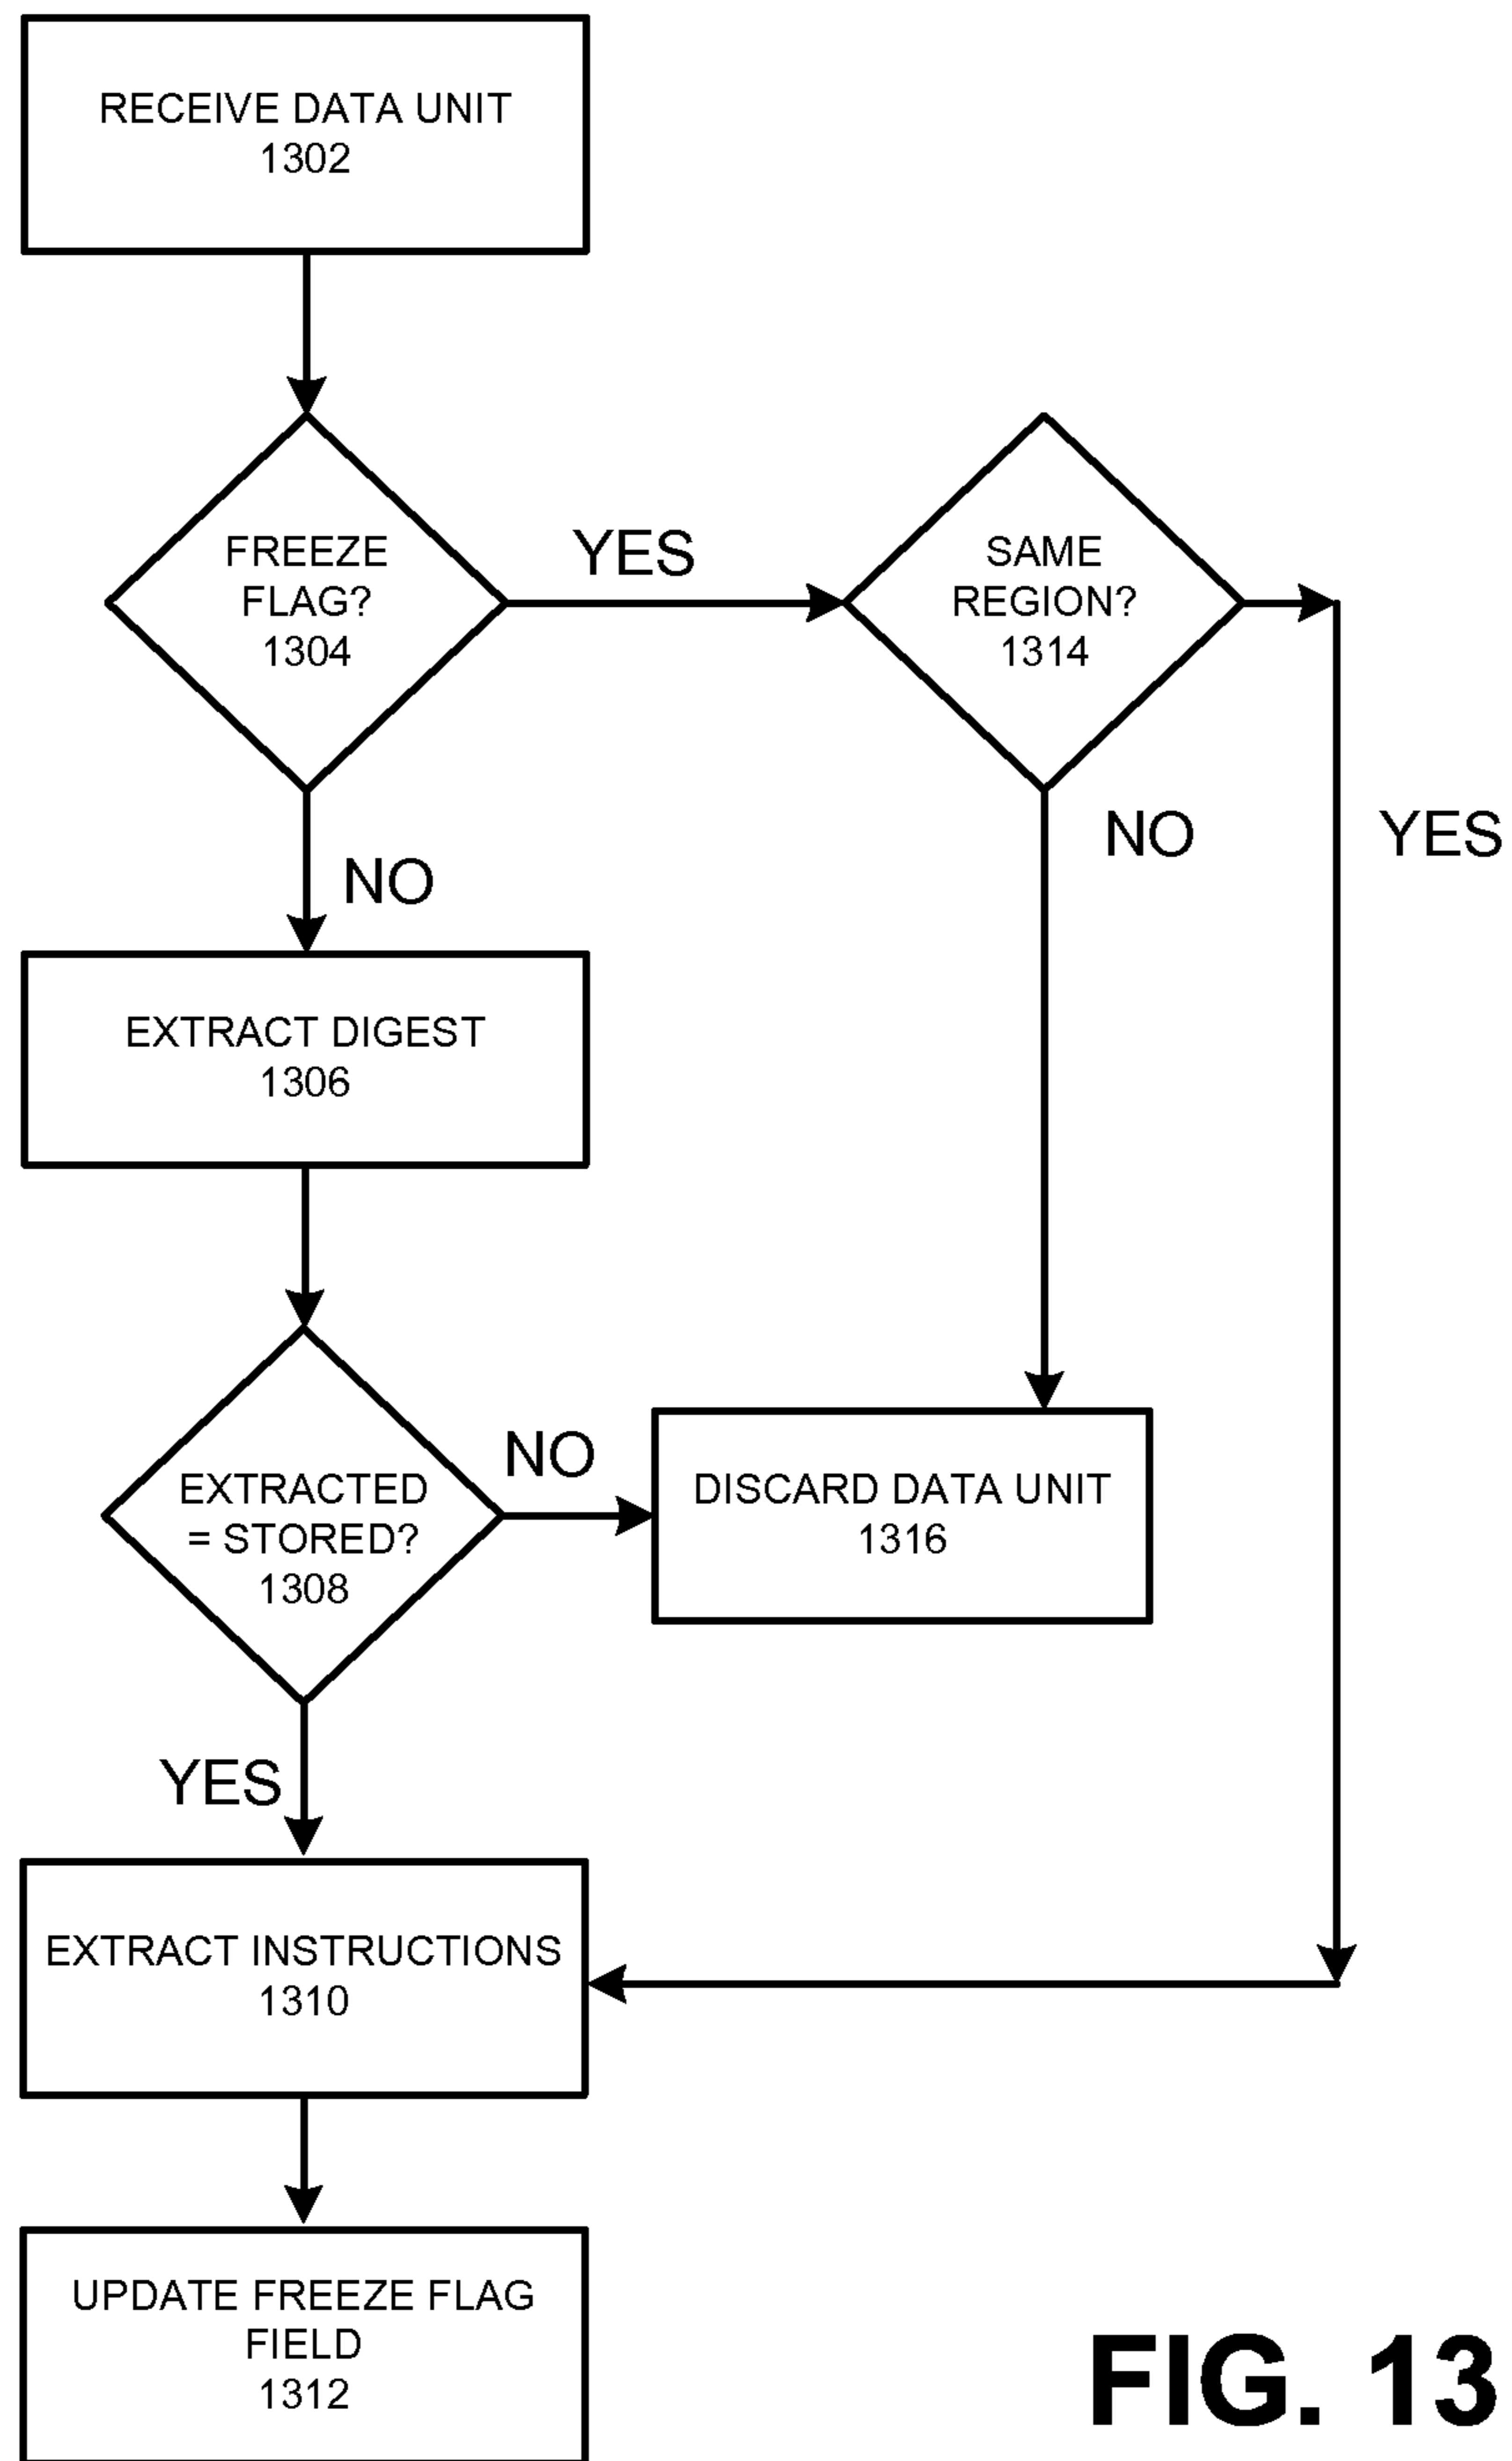 RECEIVE DATA UNIT
1302
FREEZE
FLAG?
1304
YES
SAME
REGION?
1314
NO
YES
NO
EXTRACT DIGEST
1306
EXTRACTED
= STORED?
1308
NO
DISCARD DATA UNIT
1316
YES
EXTRACT INSTRUCTIONS
1310
UPDATE FREEZE FLAG
FIELD
1312
FIG. 13